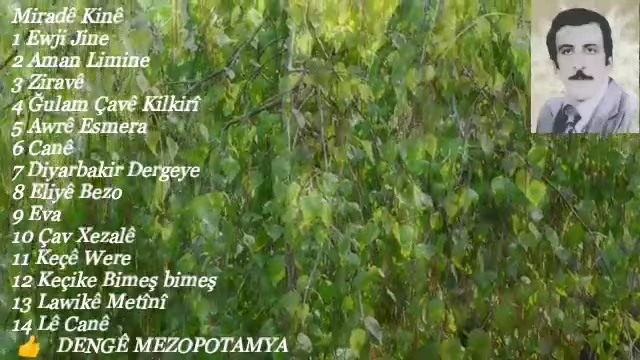 Miradê Kinê
1 Ewji Jine
2 Aman Limine
3 Ziravê
4 Ğulam Çavê Kilkirî
5 Awrê Esmera
6 Canê
7 Diyarbakir Dergeye
8 Eliyê Bezo
9 Eva
10 Çav Xezalê
11 Keçê Were
12 Keçike Bimeş bimeş
13 Lawikê Metînî
14 Lê Canê
👍 DENGÊ MEZOPOTAMYA